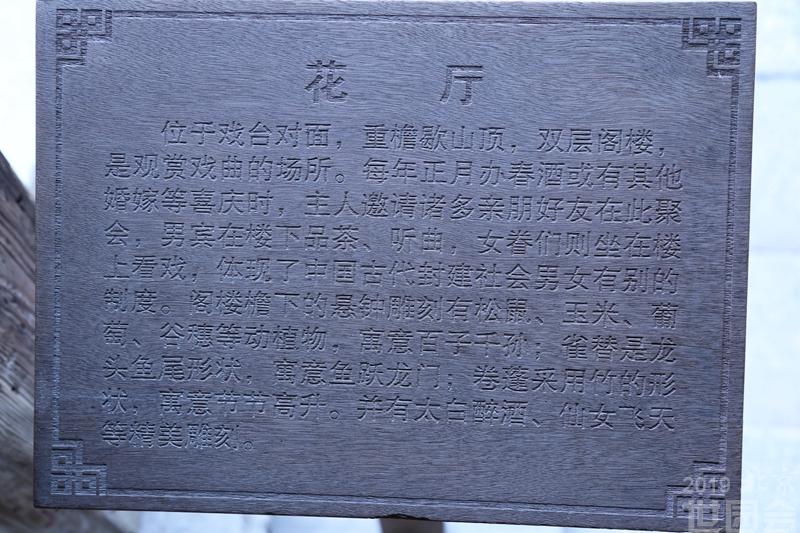 花 厅
位于戏台对面，重檐歇山顶，双层阁楼，
是观赏戏曲的场所。每年正月办春酒或有其他
婚嫁等喜庆时，主人邀请诸多亲朋好友在此聚
会，男宾在楼下品茶、听曲，女眷们则坐在楼
上看戏，体现了中国古代封建社会男女有别的
制度。阁楼檐下的悬钟雕刻有松鼠、玉米、葡
萄、谷穗等动植物，寓意百子千孙；雀替是龙
头鱼尾形状，寓意鱼跃龙门；卷蓬采用竹的形
状，寓意节节高升。并有太白醉酒、仙女飞天
等精美雕刻。
2019 北京
世园会